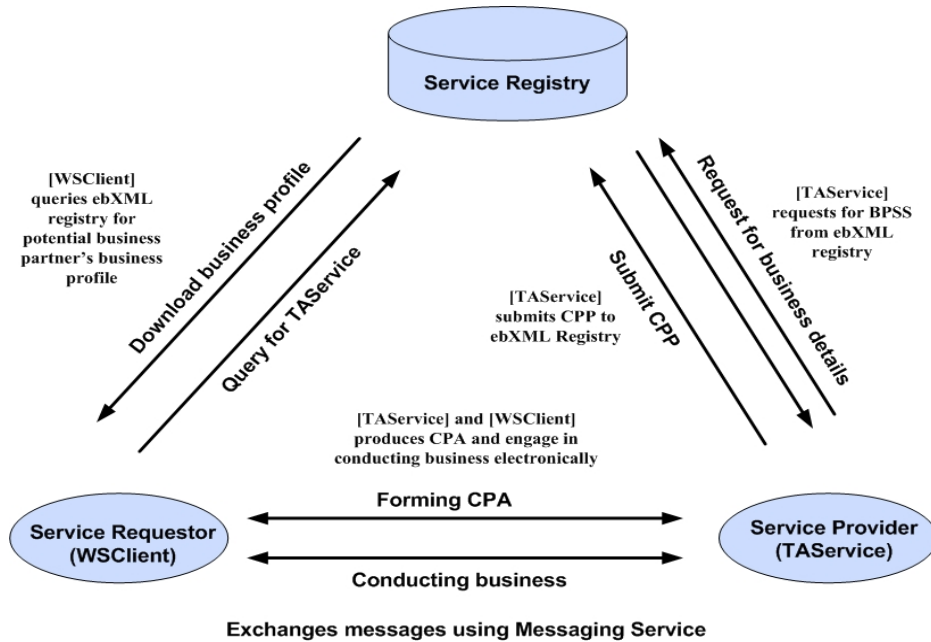 Service Registry
[WSClient]
queries ebXML
registry for
potential business
partner's business
profile
Download business profile
Query for TAService
[TAService]
submits CPP to
ebXML Registry
Submit CPP
Request for business details
[TAService]
requests for BPSS
from ebXML
registry
[TAService] and [WSClient]
produces CPA and engage in
conducting business electronically
Forming CPA
Service Requestor
(WSClient)
Service Provider
(TAService)
Conducting business
Exchanges messages using Messaging Service